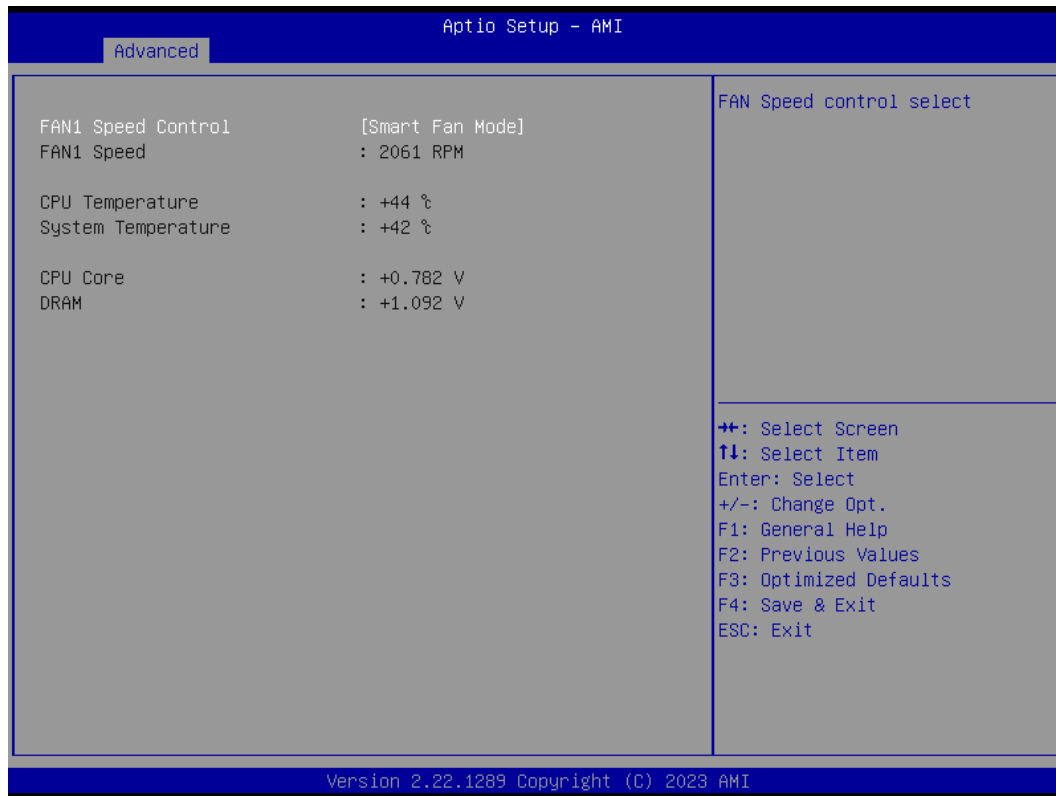 Aptio Setup – AMI
Advanced
FAN1 Speed Control [Smart Fan Mode]
FAN1 Speed : 2061 RPM
CPU Temperature : +44 ℃
System Temperature : +42 ℃
CPU Core : +0.782 V
DRAM : +1.092 V
FAN Speed control select
→←: Select Screen
↑↓: Select Item
Enter: Select
+/-: Change Opt.
F1: General Help
F2: Previous Values
F3: Optimized Defaults
F4: Save & Exit
ESC: Exit
Version 2.22.1289 Copyright (C) 2023 AMI